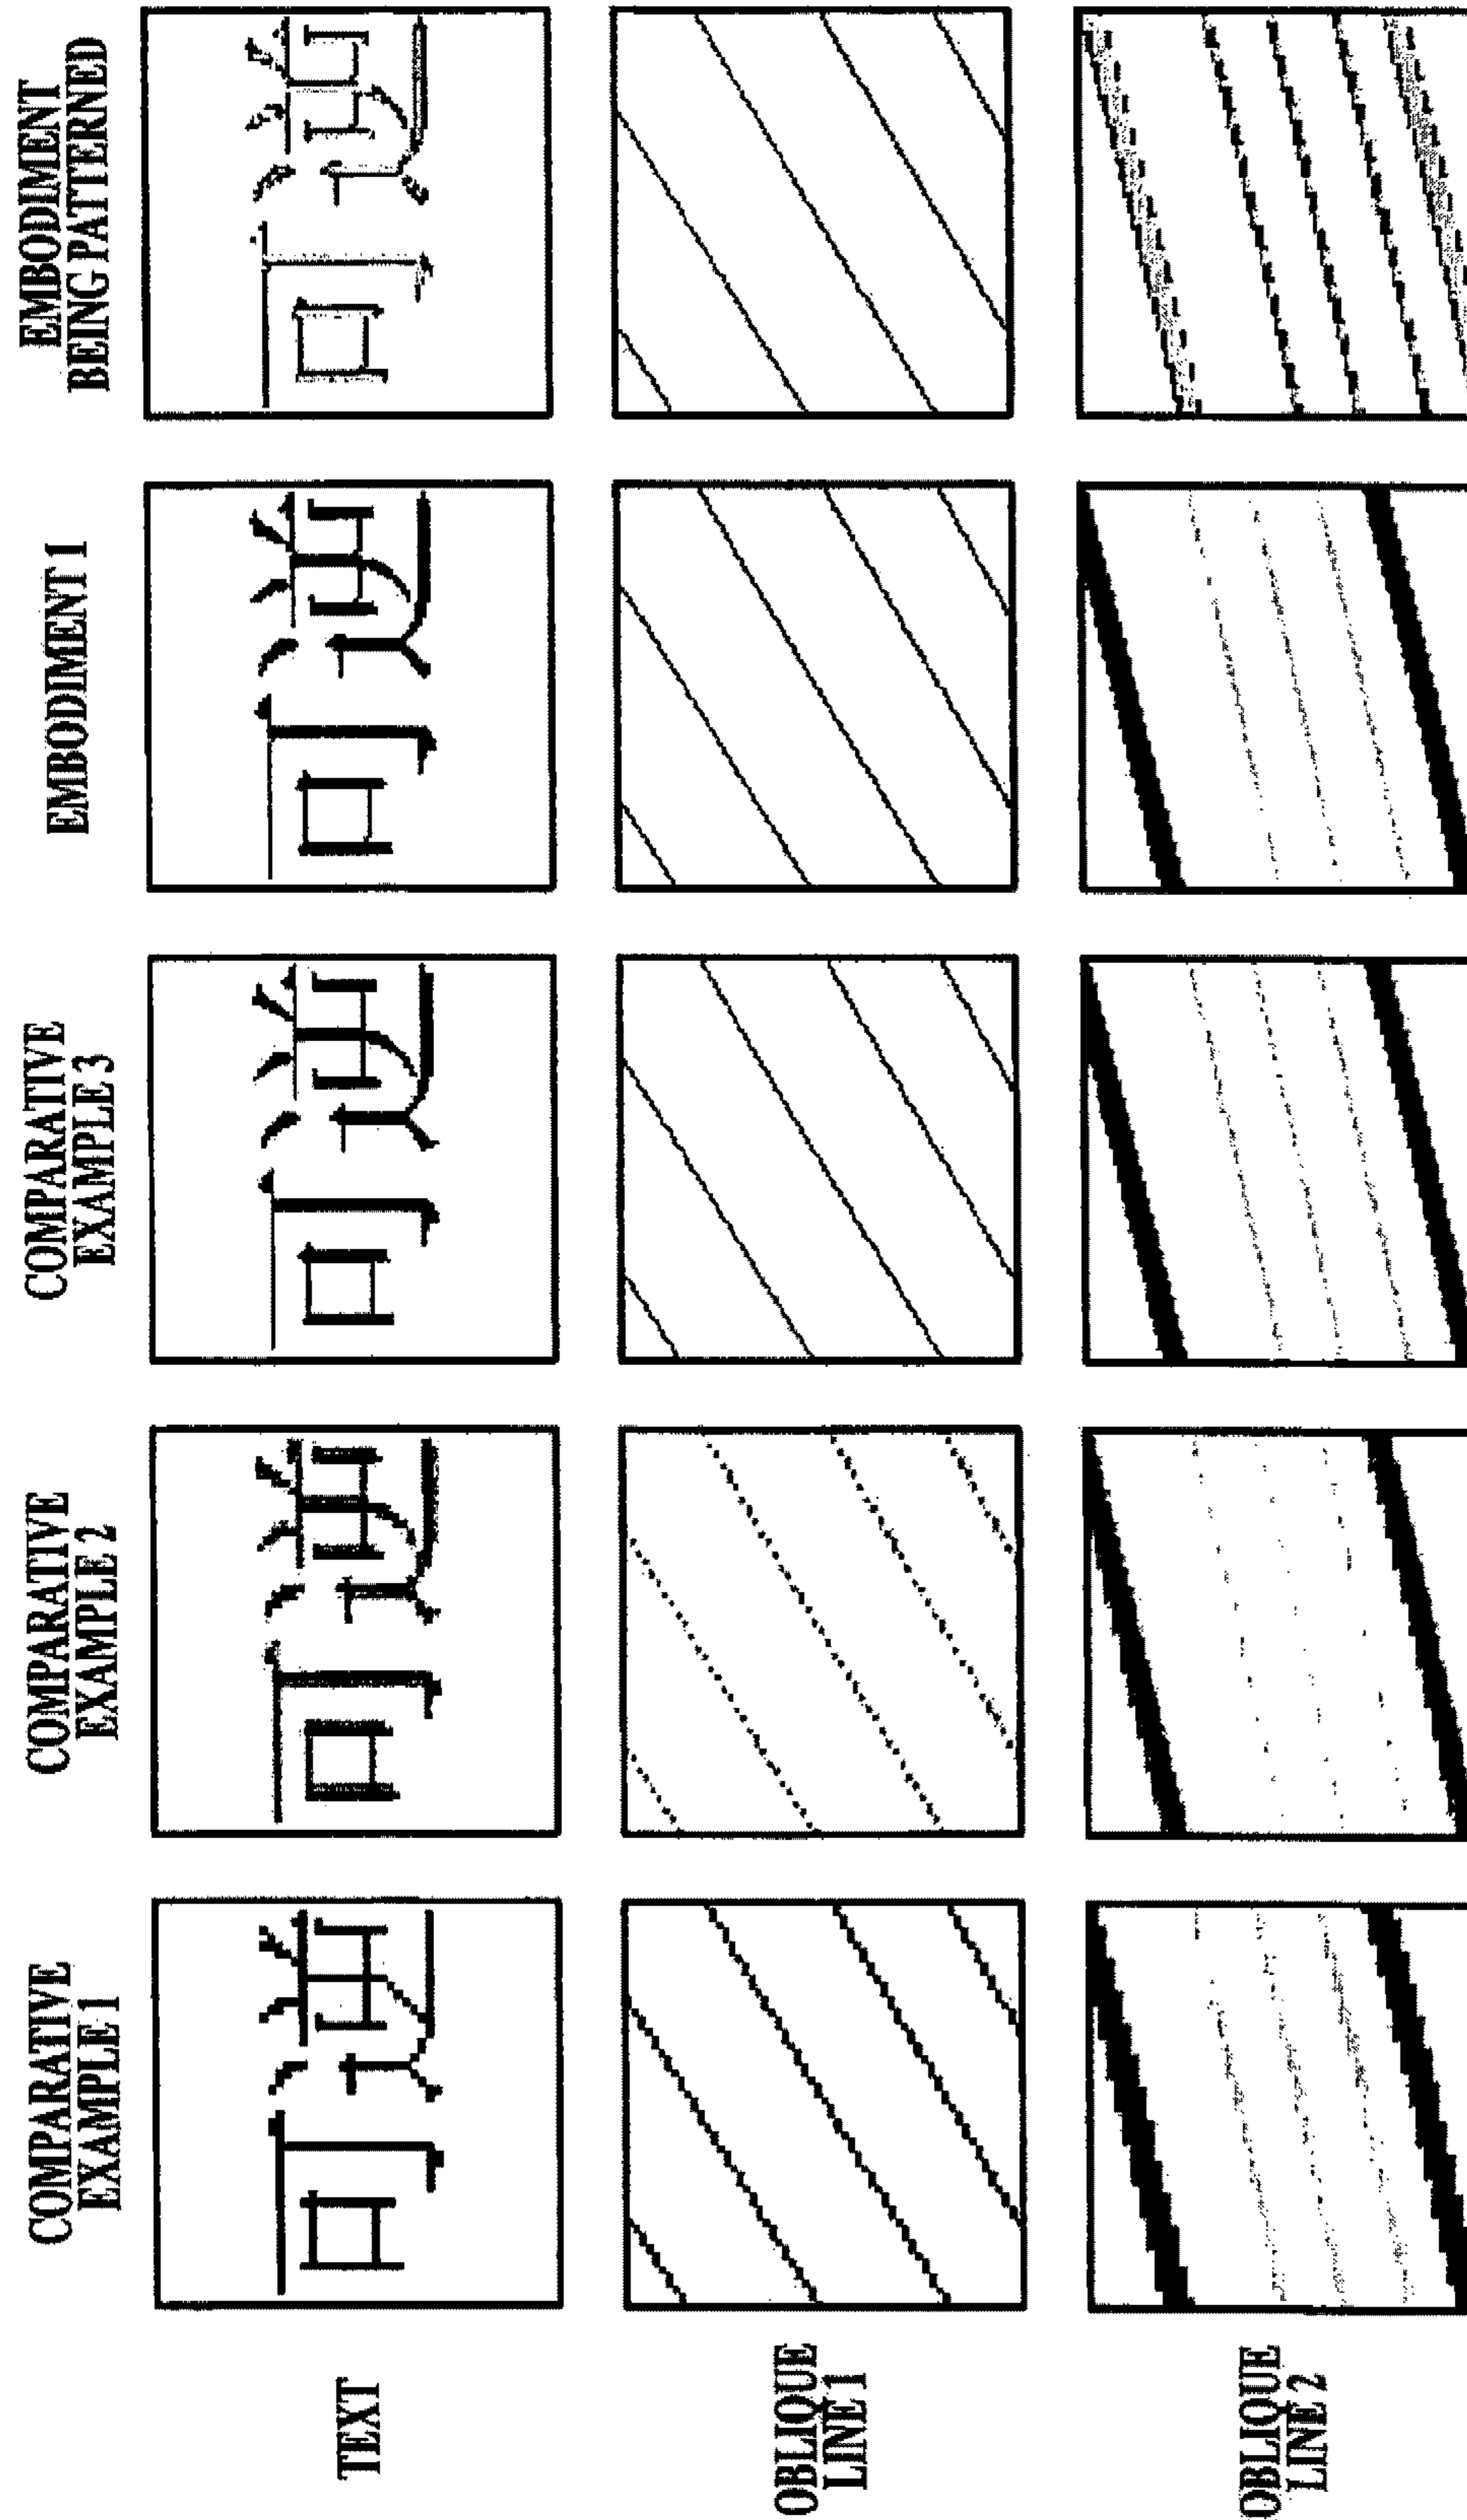 COMPARATIVE
EXAMPLE 1
COMPARATIVE
EXAMPLE 2
COMPARATIVE
EXAMPLE 3
EMBODIMENT 1
EMBODIMENT
BEING PATTERNED
TEXT
可逆
可逆
可逆
可逆
可逆
OBLIQUE
LINE 1
OBLIQUE
LINE 2